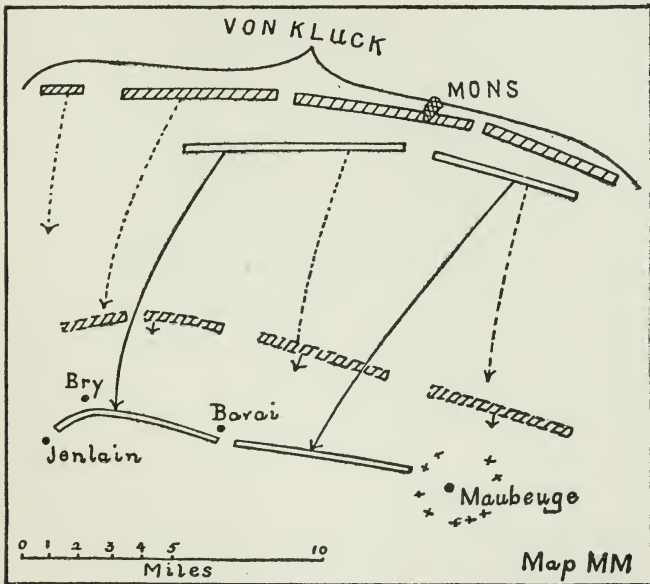 VON KLUCK
MONS
Bry
Bavai
Jenlain
Maubeuge
0 1 2 3 4 5 10
Miles
Map MM